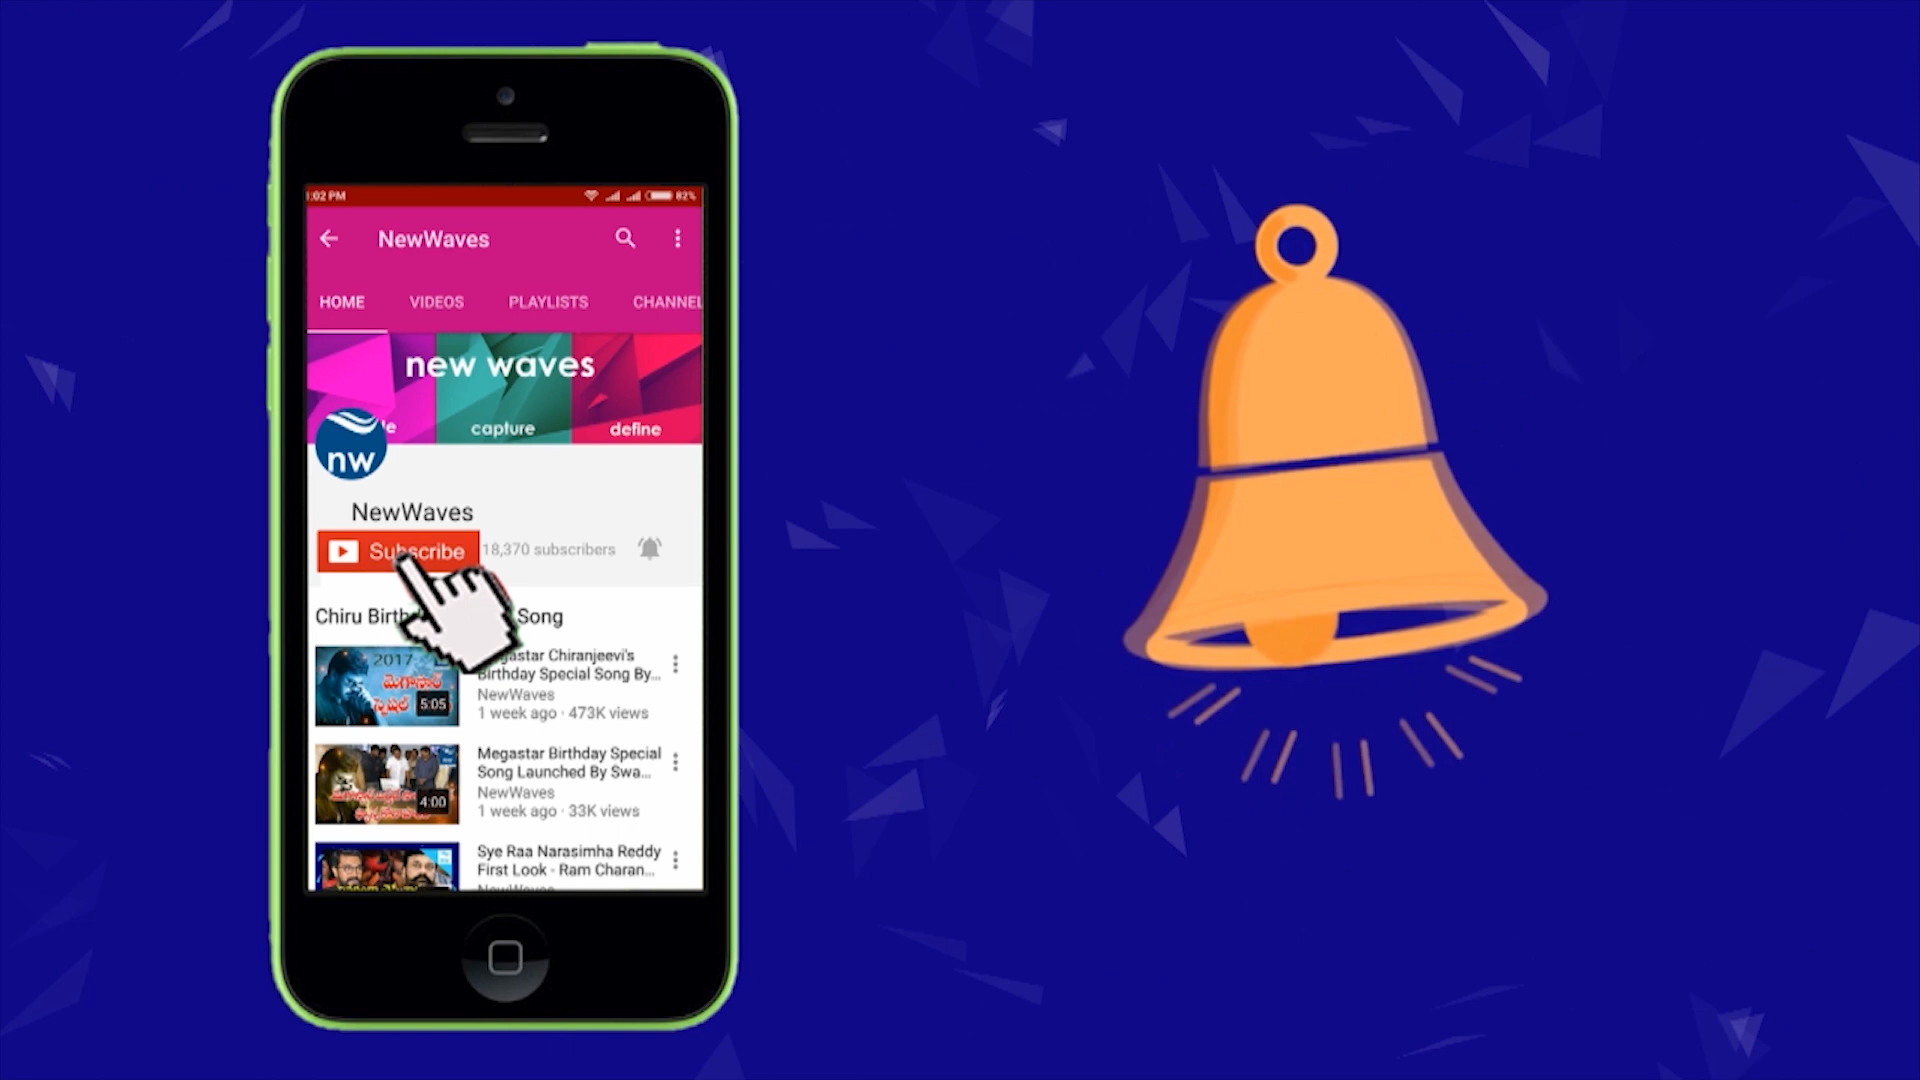 1:02 PM
82%
NewWaves
HOME VIDEOS PLAYLISTS CHANNEL
new waves
capture
define
nw
NewWaves
Subscribe
18,370 subscribers
Chiru Song
2017
మెగాస్టార్
స్పెషల్
5:05
Megastar Chiranjeevi's
Birthday Special Song By...
NewWaves
1 week ago · 473K views
4:00
Megastar Birthday Special
Song Launched By Swa...
NewWaves
1 week ago · 33K views
Sye Raa Narasimha Reddy
First Look - Ram Charan...